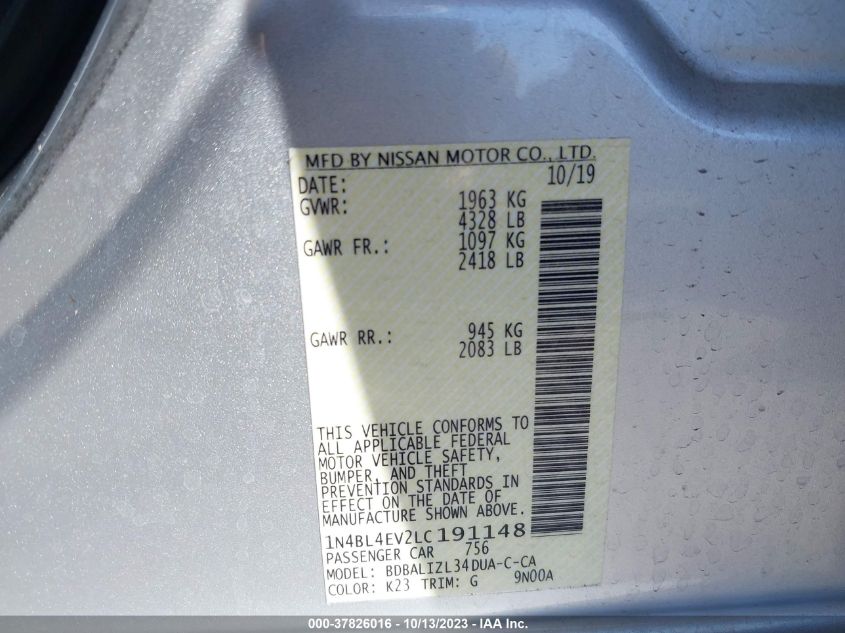 MFD BY NISSAN MOTOR CO., LTD.
DATE: 10/19
GVWR: 1963 KG
4328 LB
GAWR FR.: 1097 KG
2418 LB
GAWR RR.: 945 KG
2083 LB
THIS VEHICLE CONFORMS TO
ALL APPLICABLE FEDERAL
MOTOR VEHICLE SAFETY,
BUMPER, AND THEFT
PREVENTION STANDARDS IN
EFFECT ON THE DATE OF
MANUFACTURE SHOWN ABOVE.
1N4BL4EV2LC191148
PASSENGER CAR 756
MODEL: BDBALIZL34DUA-C-CA
COLOR: K23 TRIM: G 9N00A
000-37826016 - 10/13/2023 - IAA Inc.